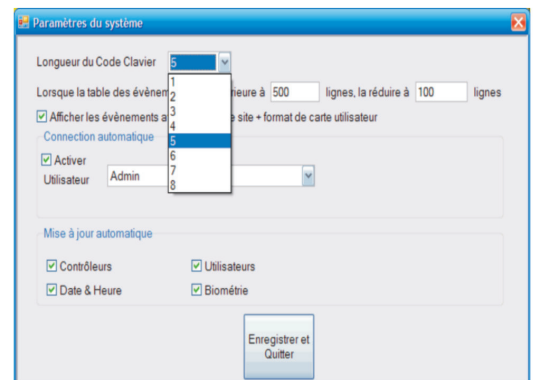 Paramètres du système
Longueur du Code Clavier 5
1
2
3
4
5
6
7
8
Lorsque la table des évènem rieure à 500 lignes, la réduire à 100 lignes
Afficher les évènements a e site + format de carte utilisateur
Connection automatique
Activer
Utilisateur Admin
Mise à jour automatique
Contrôleurs Utilisateurs
Date & Heure Biométrie
Enregistrer et
Quitter